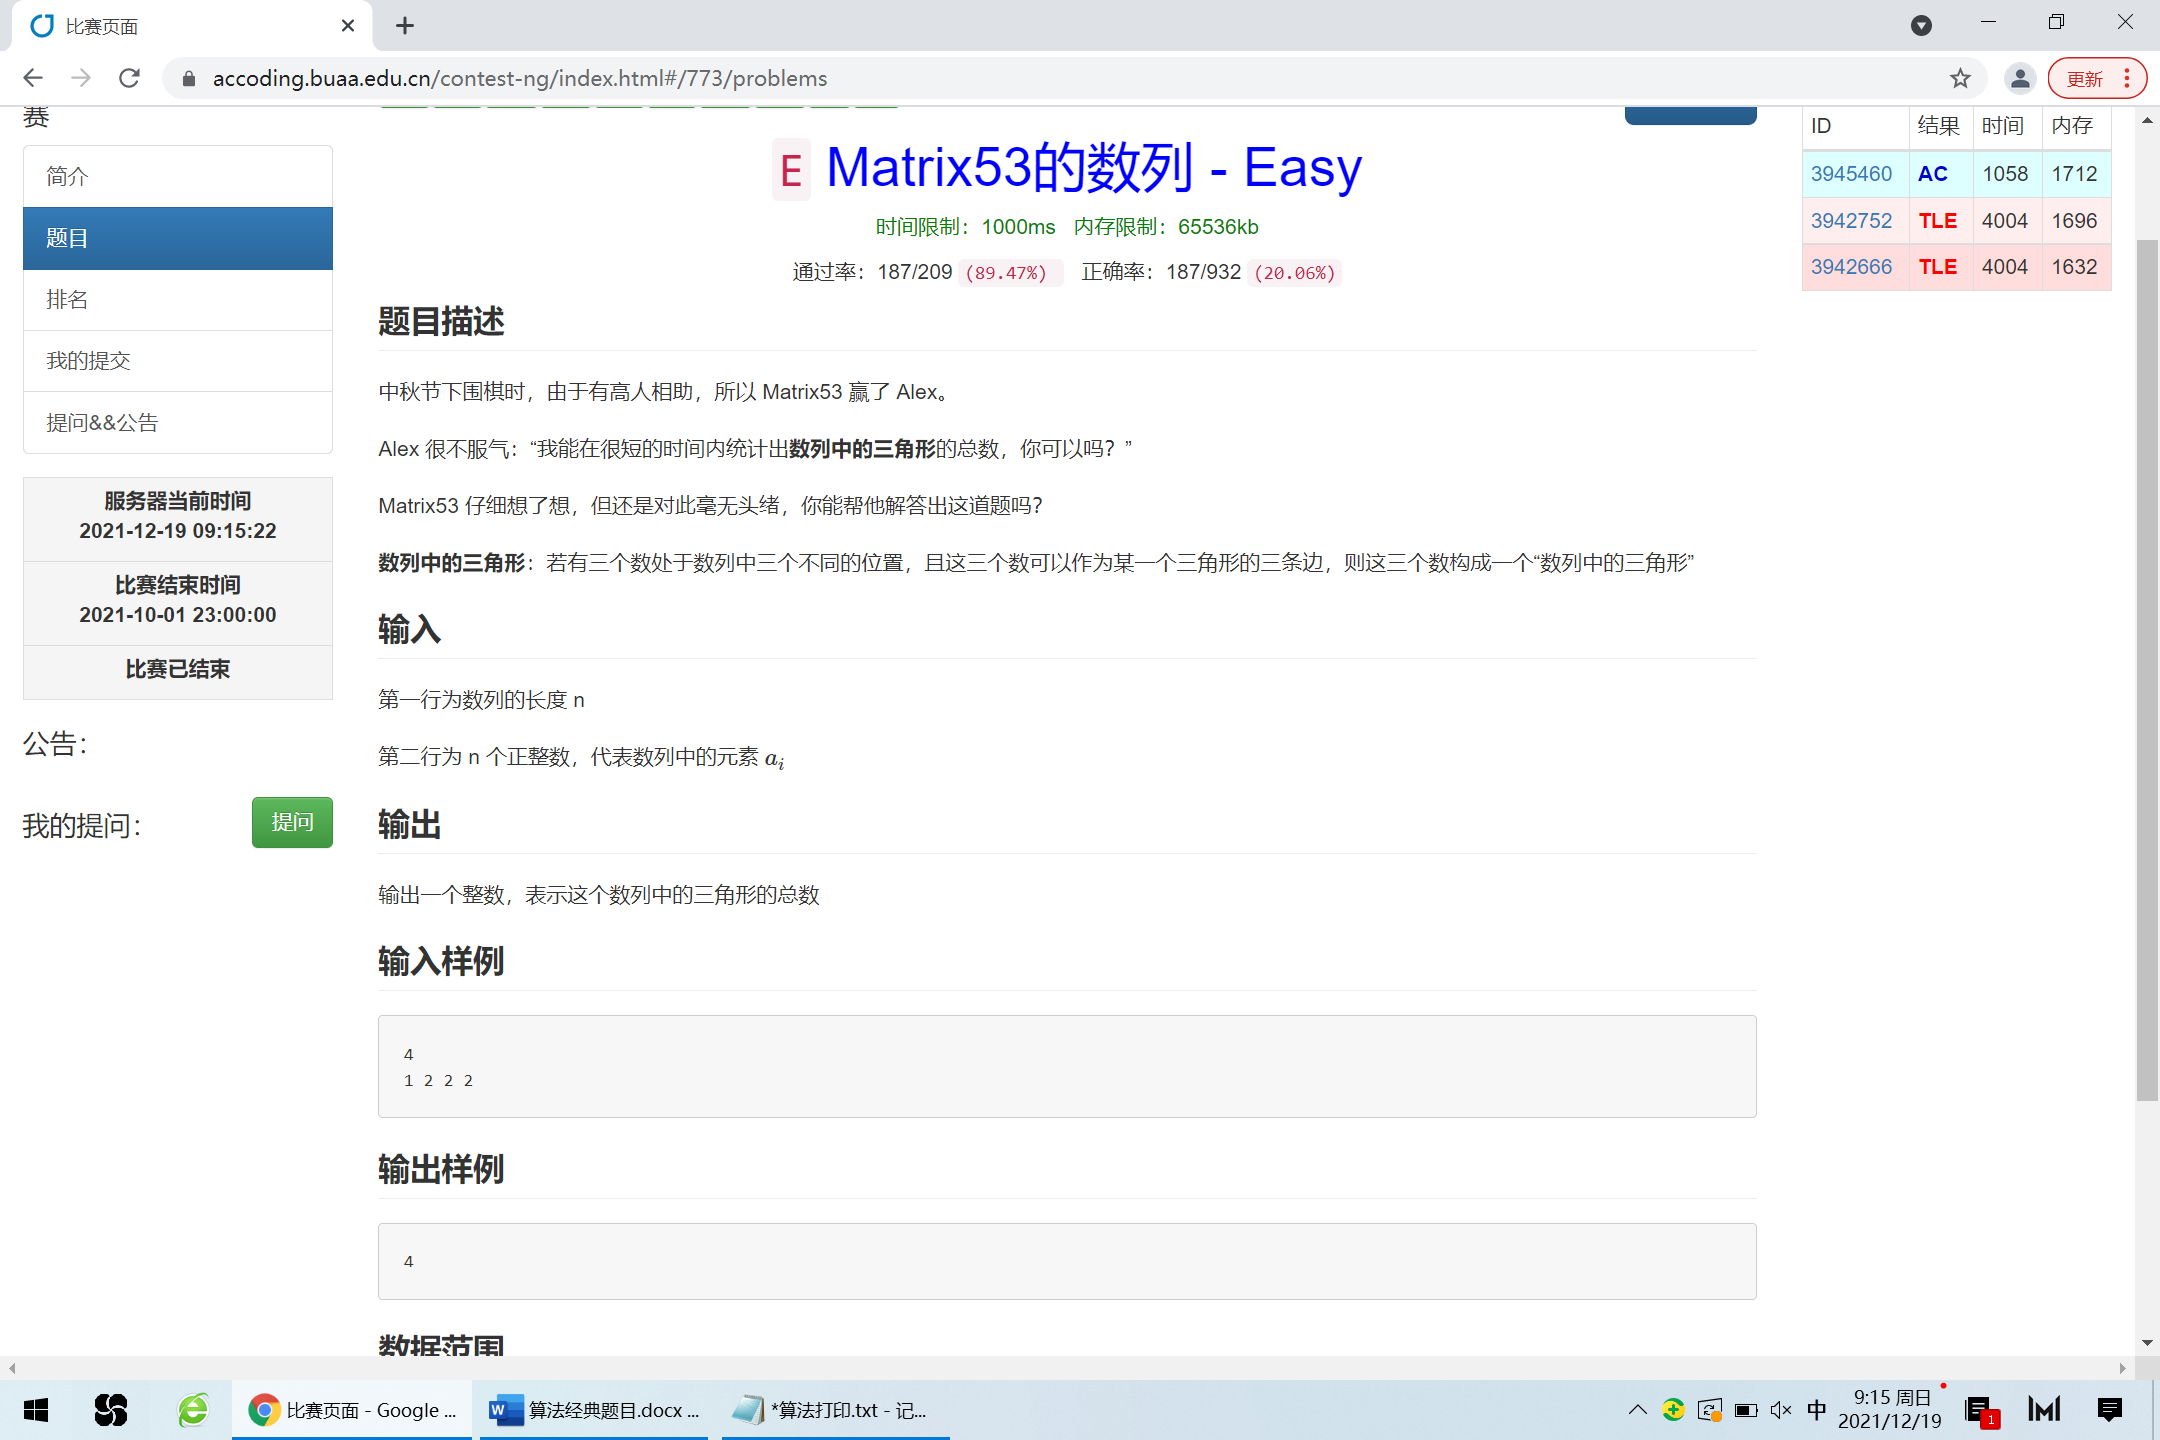 比赛页面
accoding.buaa.edu.cn/contest-ng/index.html#/773/problems
更新
赛
简介
题目
排名
我的提交
提问&&公告
服务器当前时间
2021-12-19 09:15:22
比赛结束时间
2021-10-01 23:00:00
比赛已结束
公告：
我的提问：
提问
E Matrix53的数列 - Easy
时间限制：1000ms 内存限制：65536kb
通过率：187/209 (89.47%) 正确率：187/932 (20.06%)
题目描述
中秋节下围棋时，由于有高人相助，所以 Matrix53 赢了 Alex。
Alex 很不服气：“我能在很短的时间内统计出数列中的三角形的总数，你可以吗？”
Matrix53 仔细想了想，但还是对此毫无头绪，你能帮他解答出这道题吗？
数列中的三角形：若有三个数处于数列中三个不同的位置，且这三个数可以作为某一个三角形的三条边，则这三个数构成一个“数列中的三角形”
输入
第一行为数列的长度 n
第二行为 n 个正整数，代表数列中的元素 a_i
输出
输出一个整数，表示这个数列中的三角形的总数
输入样例
4
1 2 2 2
输出样例
4
数据范围
ID 结果 时间 内存
3945460 AC 1058 1712
3942752 TLE 4004 1696
3942666 TLE 4004 1632
比赛页面 - Google ...
算法经典题目.docx ...
*算法打印.txt - 记...
中
9:15 周日
2021/12/19
1